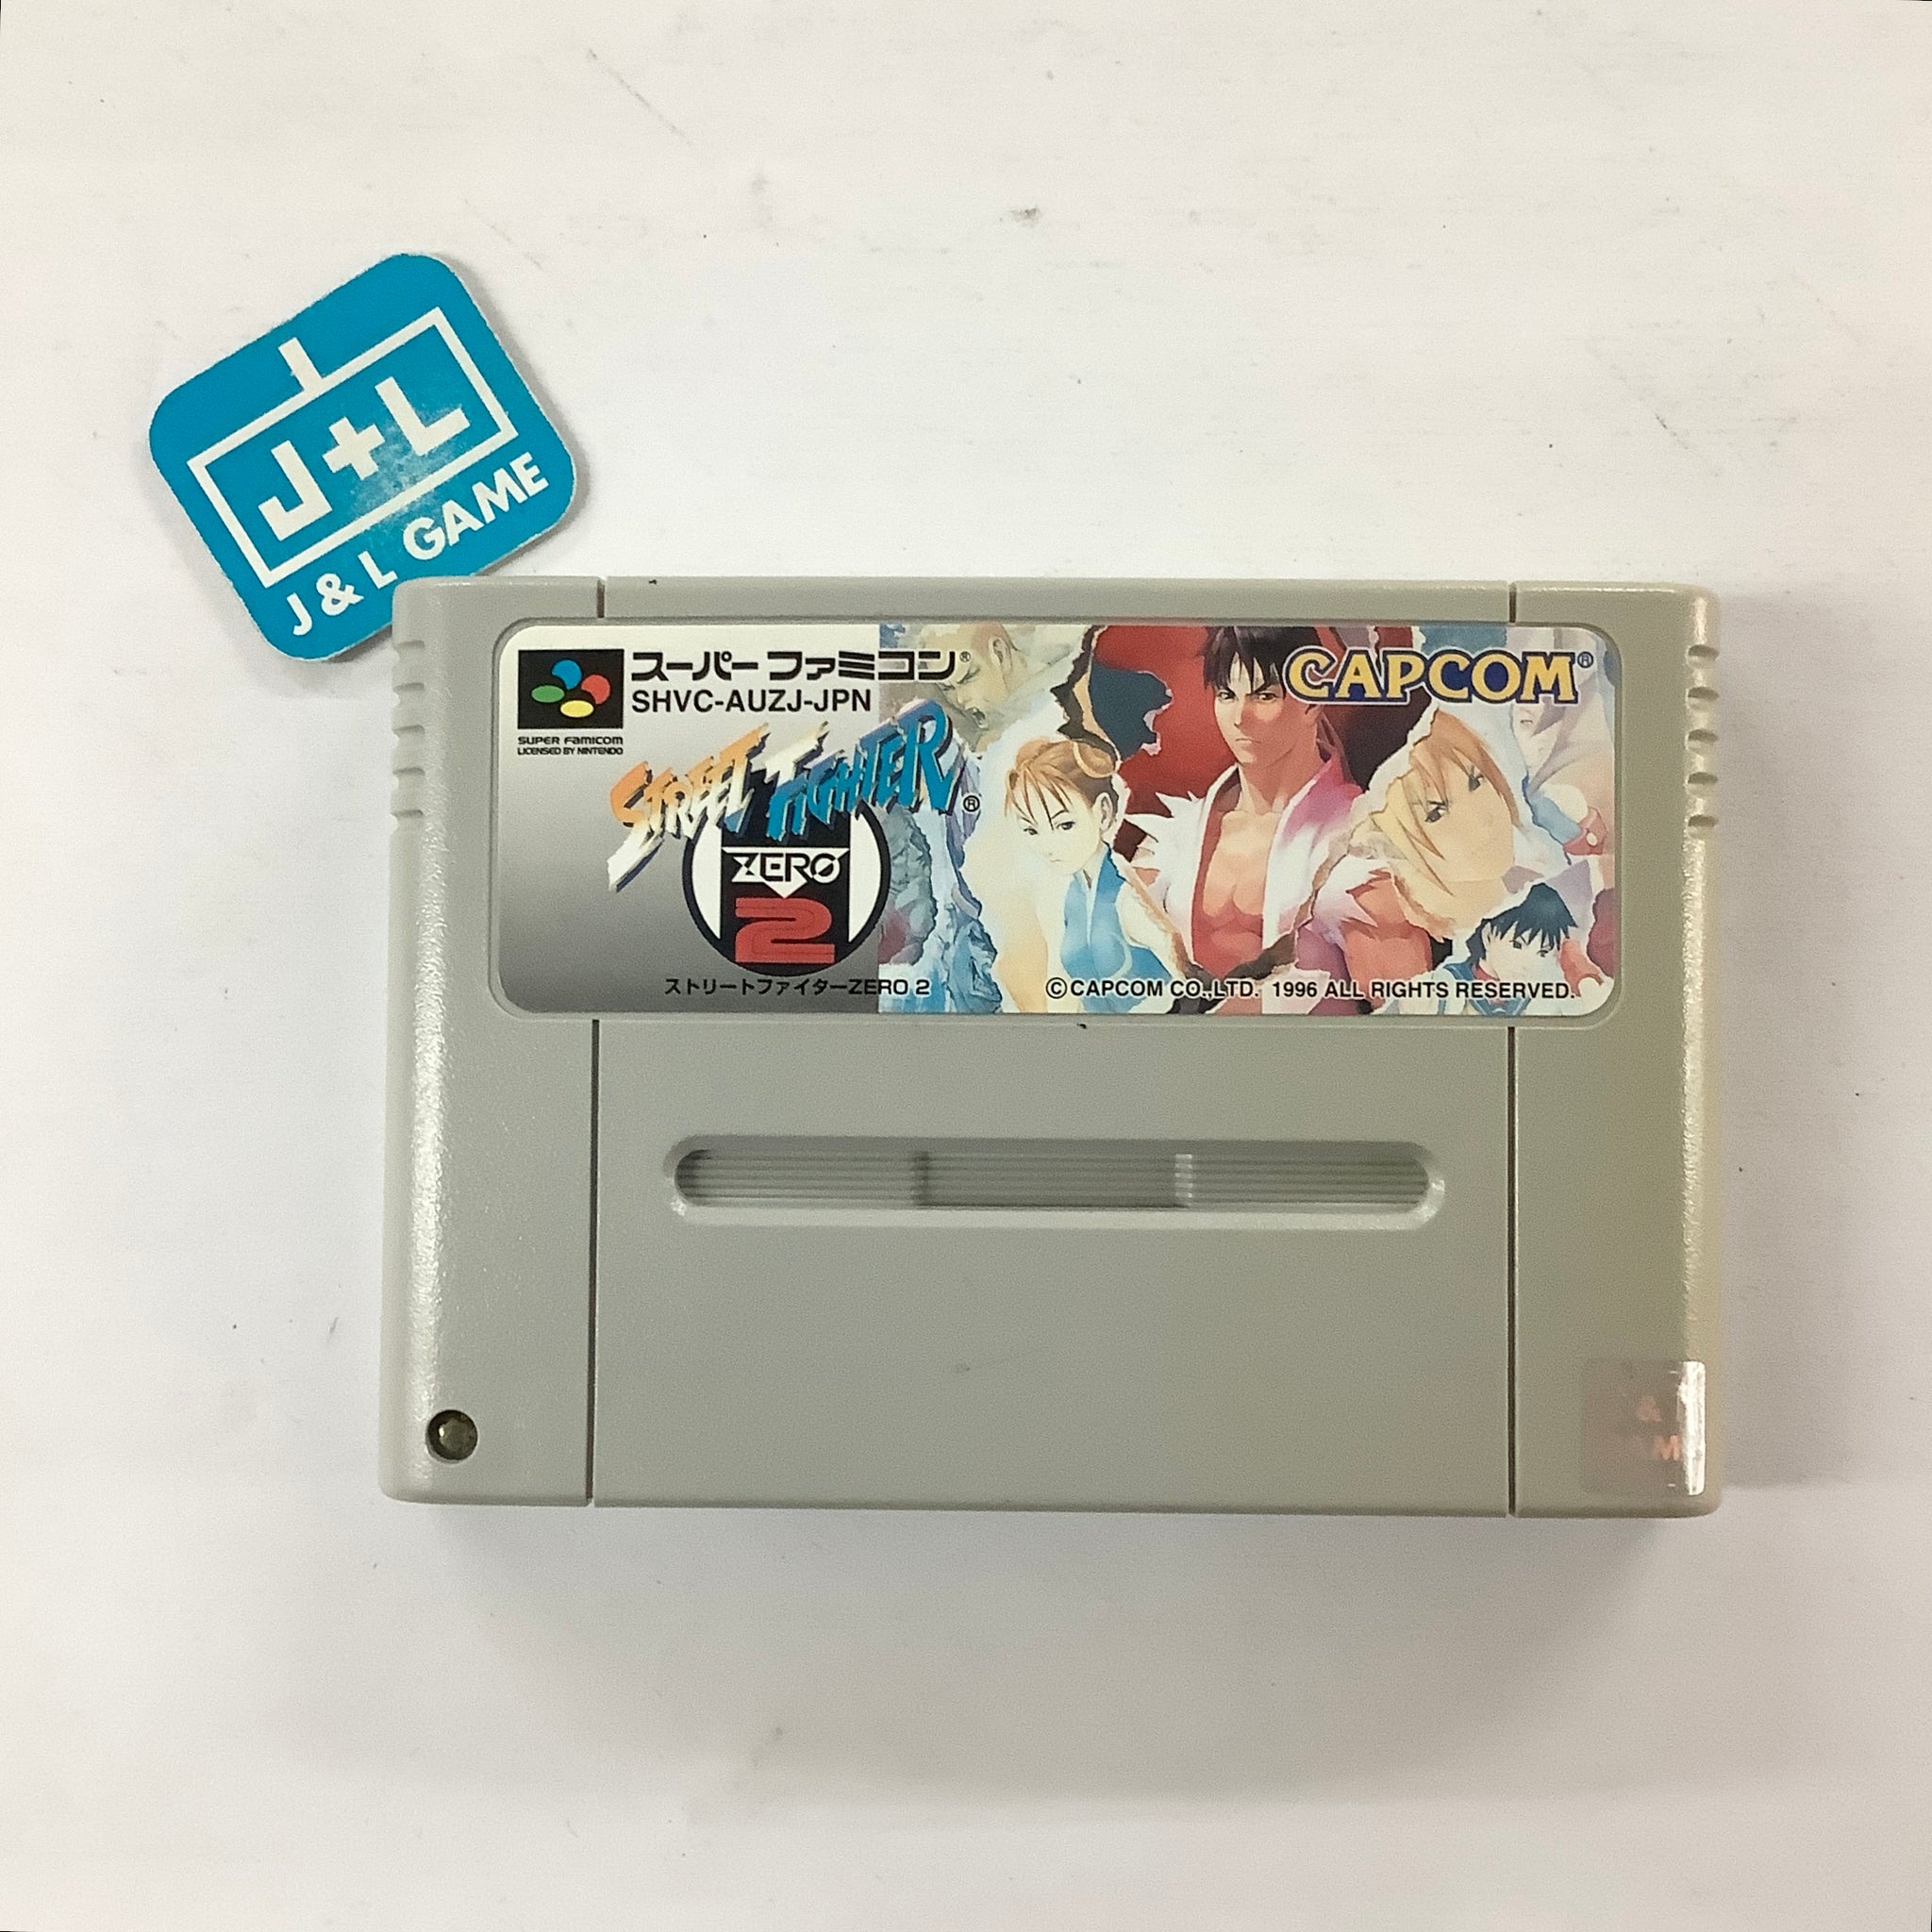 J+L
J & L GAME
スーパーファミコン®
SHVC-AUZJ-JPN
SUPER FAMICOM
LICENSED BY NINTENDO
CAPCOM®
STREET FIGHTER®
ZERO
2
ストリートファイターZERO 2
©CAPCOM CO.,LTD. 1996 ALL RIGHTS RESERVED.
&